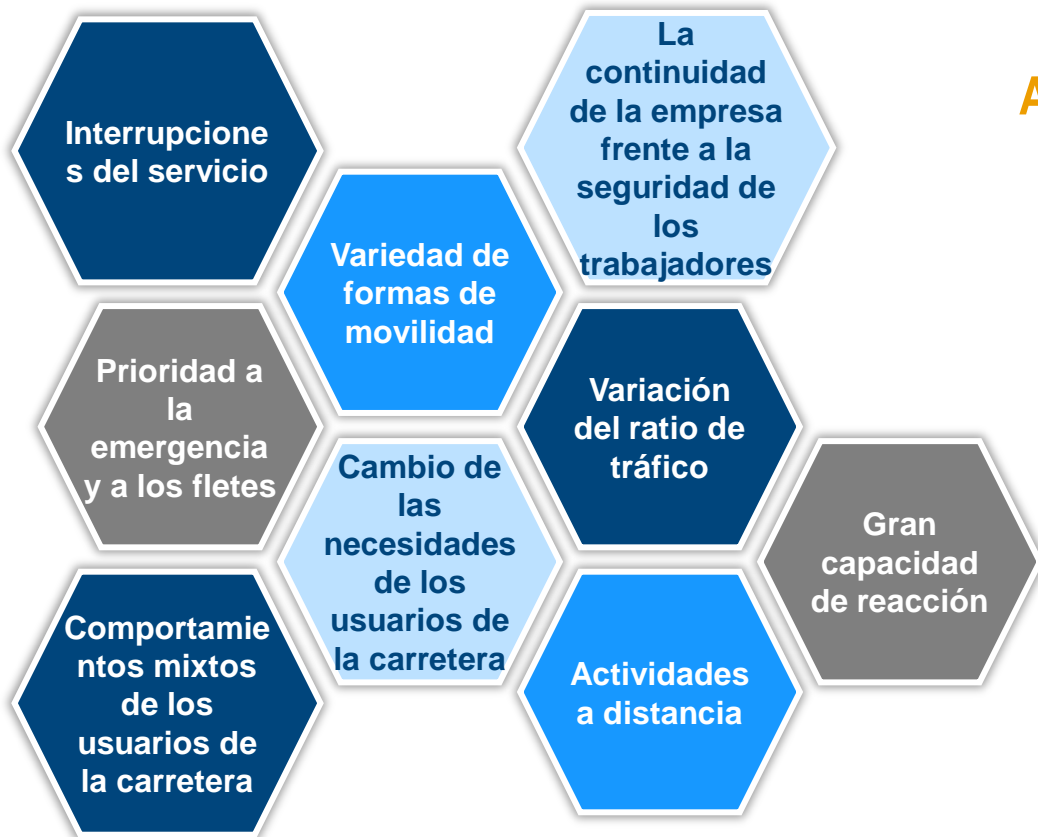 Interrupcione
s del servicio
La
continuidad
de la empresa
frente a la
seguridad de
los
trabajadores
A
Variedad de
formas de
movilidad
Prioridad a
la
emergencia
y a los fletes
Variación
del ratio de
tráfico
Cambio de
las
necesidades
de los
usuarios de
la carretera
Gran
capacidad
de reacción
Comportamie
ntos mixtos
de los
usuarios de
la carretera
Actividades
a distancia